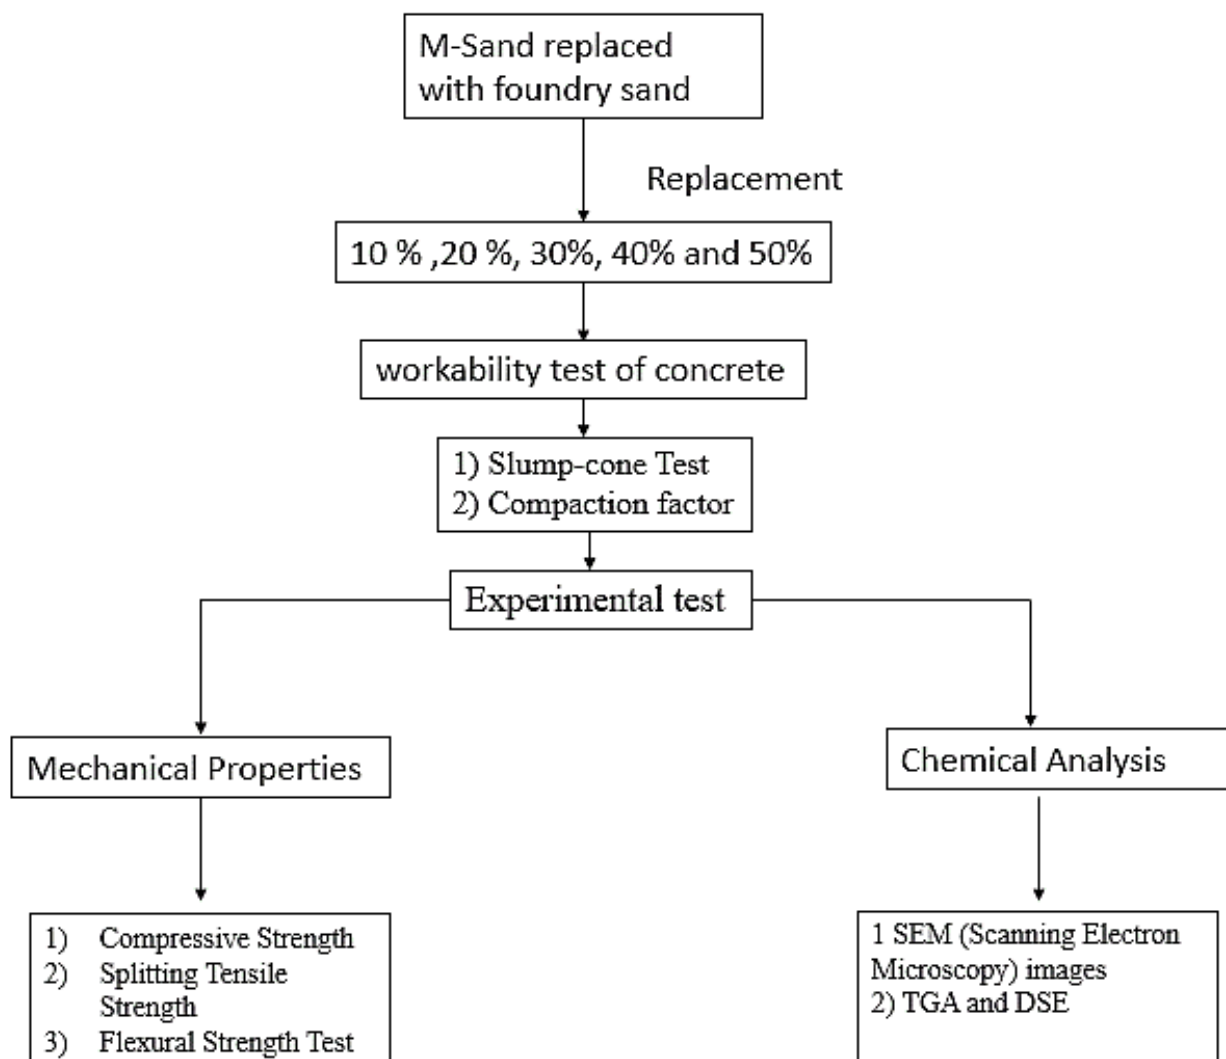 M-Sand replaced
with foundry sand
Replacement
10 % ,20 %, 30%, 40% and 50%
workability test of concrete
1) Slump-cone Test
2) Compaction factor
Experimental test
Mechanical Properties
Chemical Analysis
1) Compressive Strength
2) Splitting Tensile
Strength
3) Flexural Strength Test
1 SEM (Scanning Electron
Microscopy) images
2) TGA and DSE